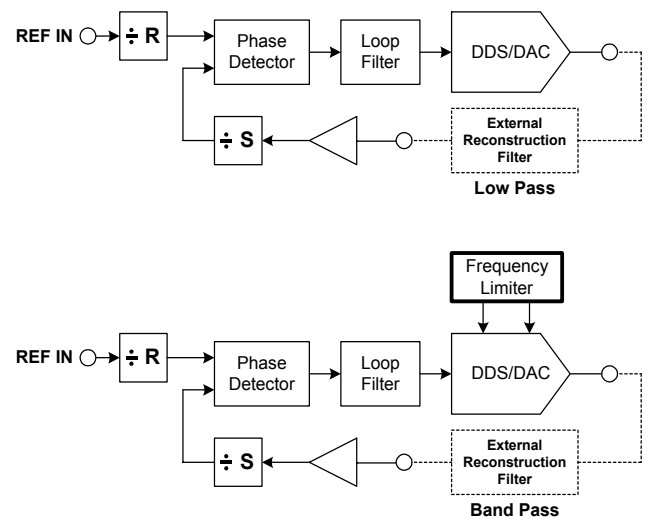 REF IN
÷ R
Phase
Detector
Loop
Filter
DDS/DAC
÷ S
External
Reconstruction
Filter
Low Pass
Frequency
Limiter
REF IN
÷ R
Phase
Detector
Loop
Filter
DDS/DAC
÷ S
External
Reconstruction
Filter
Band Pass